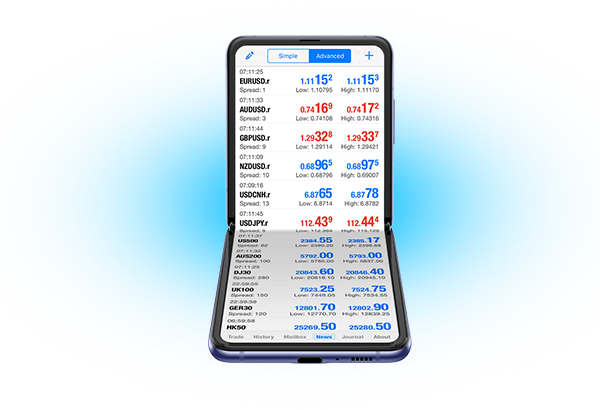 Simple Advanced
07:11:25
EURUSD.r 1.11152 1.11153
Spread: 1 Low: 1.10795 High: 1.11170
07:11:33
AUDUSD.r 0.74169 0.74172
Spread: 3 Low: 0.74108 High: 0.74316
07:11:44
GBPUSD.r 1.29328 1.29337
Spread: 9 Low: 1.29114 High: 1.29421
07:11:09
NZDUSD.r 0.68965 0.68975
Spread: 10 Low: 0.68796 High: 0.69007
07:09:16
USDCNH.r 6.8765 6.8778
Spread: 13 Low: 6.8714 High: 6.8782
07:11:45
USDJPY.r 112.439 112.444
Spread: 5 Low: 112.364
07:11:37
US500 2384.55 2385.17
Spread: 62 Low: 2380.20
07:11:32
AUS200 5792.00 5793.00
Spread: 100 Low: 5785.00 High: 5837.00
07:11:25
DJ30 20843.60 20846.40
Spread: 280 Low: 20818.10 High: 20945.10
22:59:55
UK100 7523.25 7524.75
Spread: 150 Low: 7449.05 High: 7534.55
22:59:56
GER30 12801.70 12802.90
Spread: 120 Low: 12770.70 High: 12839.25
06:59:58
HK50 25269.50 25280.50
Trade History Mailbox News Journal About